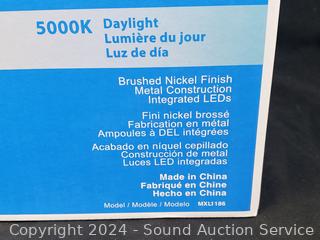 5000K Daylight
Lumière du jour
Luz de día
Brushed Nickel Finish
Metal Construction
Integrated LEDs
Fini nickel brossé
Fabrication en métal
Ampoules à DEL intégrées
Acabado en níquel cepillado
Construcción de metal
Luces LED integradas
Made in China
Fabriqué en Chine
Hecho en China
Model / Modèle / Modelo MXL1186
Copyright © 2024 - Sound Auction Service